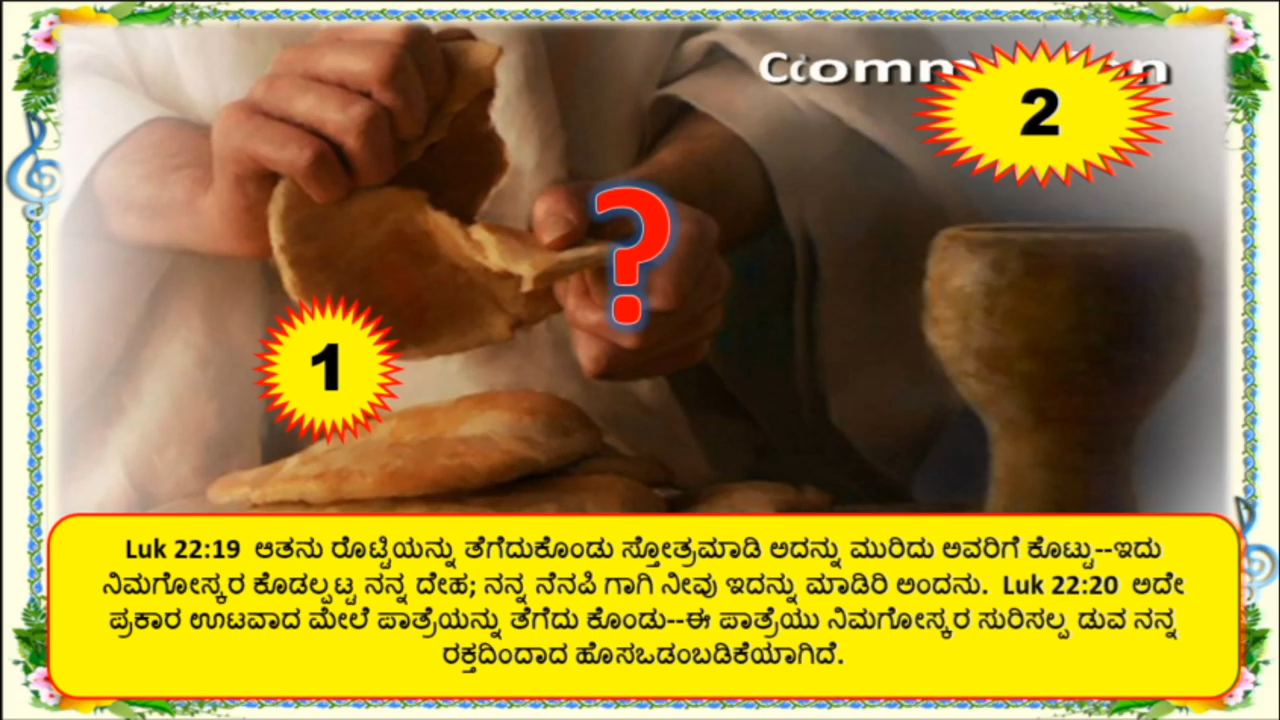 2
?
1
Luk 22:19 ಆತನು ರೊಟ್ಟಿಯನ್ನು ತೆಗೆದುಕೊಂಡು ಸ್ತೋತ್ರಮಾಡಿ ಅದನ್ನು ಮುರಿದು ಅವರಿಗೆ ಕೊಟ್ಟು--ಇದು
ನಿಮಗೋಸ್ಕರ ಕೊಡಲ್ಪಟ್ಟ ನನ್ನ ದೇಹ; ನನ್ನ ನೆನಪಿ ಗಾಗಿ ನೀವು ಇದನ್ನು ಮಾಡಿರಿ ಅಂದನು. Luk 22:20 ಅದೇ
ಪ್ರಕಾರ ಊಟವಾದ ಮೇಲೆ ಪಾತ್ರೆಯನ್ನು ತೆಗೆದು ಕೊಂಡು--ಈ ಪಾತ್ರೆಯು ನಿಮಗೋಸ್ಕರ ಸುರಿಸಲ್ಪ ಡುವ ನನ್ನ
ರಕ್ತದಿಂದಾದ ಹೊಸಒಡಂಬಡಿಕೆಯಾಗಿದೆ.